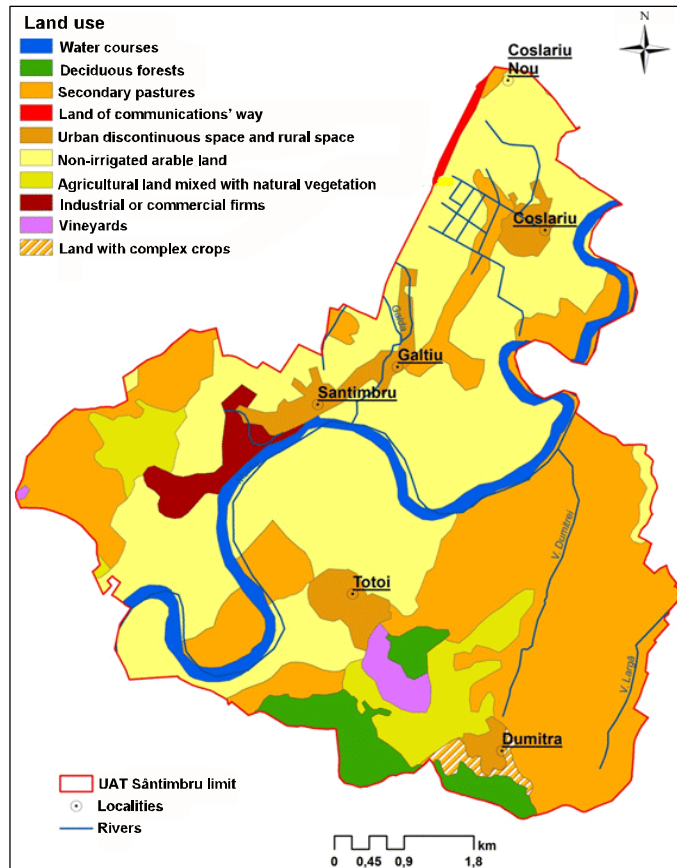 Land use
Water courses
Deciduous forests
Secondary pastures
Land of communications' way
Urban discontinuous space and rural space
Non-irrigated arable land
Agricultural land mixed with natural vegetation
Industrial or commercial firms
Vineyards
Land with complex crops
N
Coslariu
Nou
Coslariu
Galda
Galtiu
Santimbru
V. Dumitrei
Totoi
V. Largă
Dumitra
UAT Sântimbru limit
Localities
Rivers
km
0 0,45 0,9 1,8